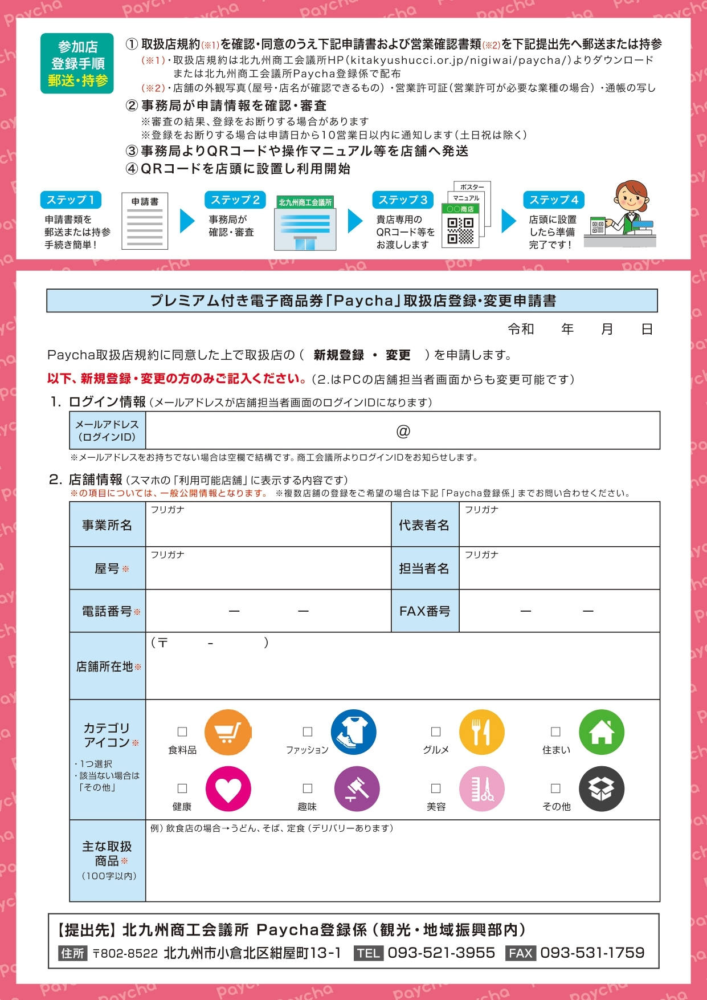 参加店
登録手順
郵送・持参
① 取扱店規約(※1)を確認・同意のうえ下記申請書および営業確認書類(※2)を下記提出先へ郵送または持参
(※1)・取扱店規約は北九州商工会議所HP(kitakyushucci.or.jp/nigiwai/paycha/)よりダウンロード
または北九州商工会議所Paycha登録係で配布
(※2)・店舗の外観写真(屋号・店名が確認できるもの) ・営業許可証(営業許可が必要な業種の場合) ・通帳の写し
② 事務局が申請情報を確認・審査
※審査の結果、登録をお断りする場合があります
※登録をお断りする場合は申請日から10営業日以内に通知します(土日祝は除く)
③ 事務局よりQRコードや操作マニュアル等を店舗へ発送
④ QRコードを店頭に設置し利用開始
ステップ1
申請書類を
郵送または持参
手続き簡単!
申請書
ステップ2
事務局が
確認・審査
北九州商工会議所
ステップ3
貴店専用の
QRコード等を
お渡しします
ポスター
マニュアル
〇〇商店
ステップ4
店頭に設置
したら準備
完了です!
プレミアム付き電子商品券「Paycha」取扱店登録・変更申請書
令和 年 月 日
Paycha取扱店規約に同意した上で取扱店の( 新規登録 ・ 変更 )を申請します。
以下、新規登録・変更の方のみご記入ください。(2.はPCの店舗担当者画面からも変更可能です)
1. ログイン情報(メールアドレスが店舗担当者画面のログインIDになります)
メールアドレス
(ログインID)
@
※メールアドレスをお持ちでない場合は空欄で結構です。商工会議所よりログインIDをお知らせします。
2. 店舗情報(スマホの「利用可能店舗」に表示する内容です)
※の項目については、一般公開情報となります。 ※複数店舗の登録をご希望の場合は下記「Paycha登録係」までお問い合わせください。
事業所名 フリガナ
代表者名 フリガナ
屋号※ フリガナ
担当者名 フリガナ
電話番号※ ー ー
FAX番号 ー ー
店舗所在地※ (〒 - )
カテゴリ
アイコン※
・1つ選択
・該当ない場合は
「その他」
□ 食料品
□ ファッション
□ グルメ
□ 住まい
□ 健康
□ 趣味
□ 美容
□ その他
主な取扱
商品※
(100字以内)
例)飲食店の場合→うどん、そば、定食(デリバリーあります)
【提出先】北九州商工会議所 Paycha登録係(観光・地域振興部内)
住所 〒802-8522 北九州市小倉北区紺屋町13-1 TEL 093-521-3955 FAX 093-531-1759